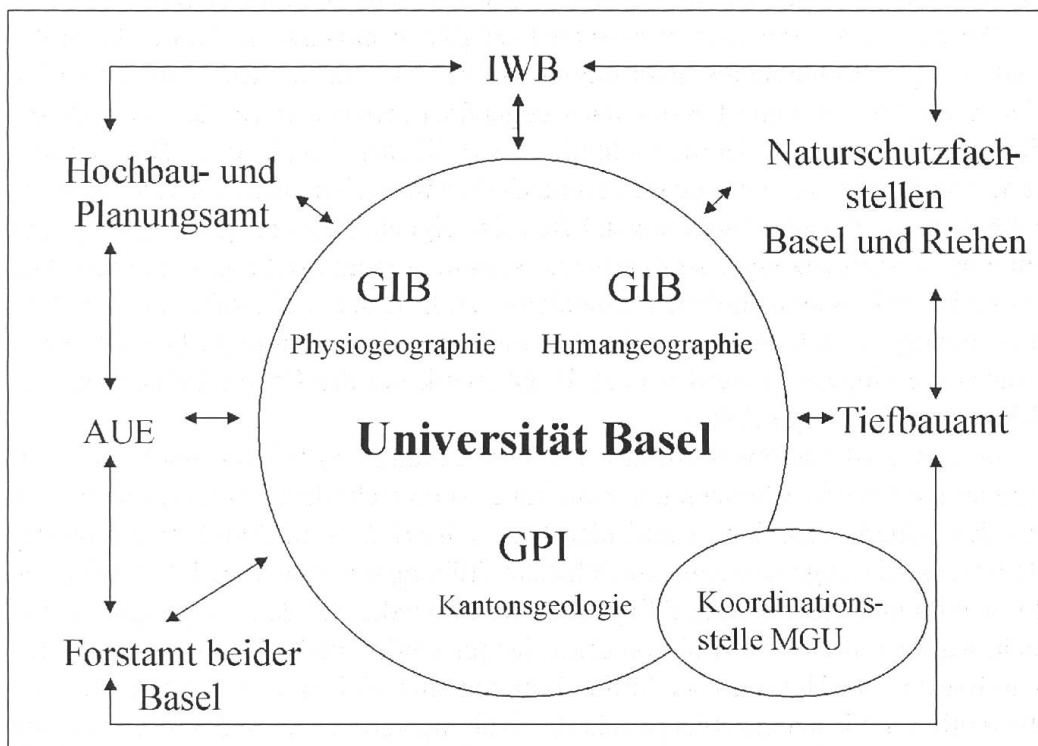 IWB
Hochbau- und
Planungsamt
Naturschutzfach-
stellen
Basel und Riehen
GIB
Physiogeographie
GIB
Humangeographie
AUE
Universität Basel
Tiefbauamt
GPI
Kantonsgeologie
Koordinations-
stelle MGU
Forstamt beider
Basel